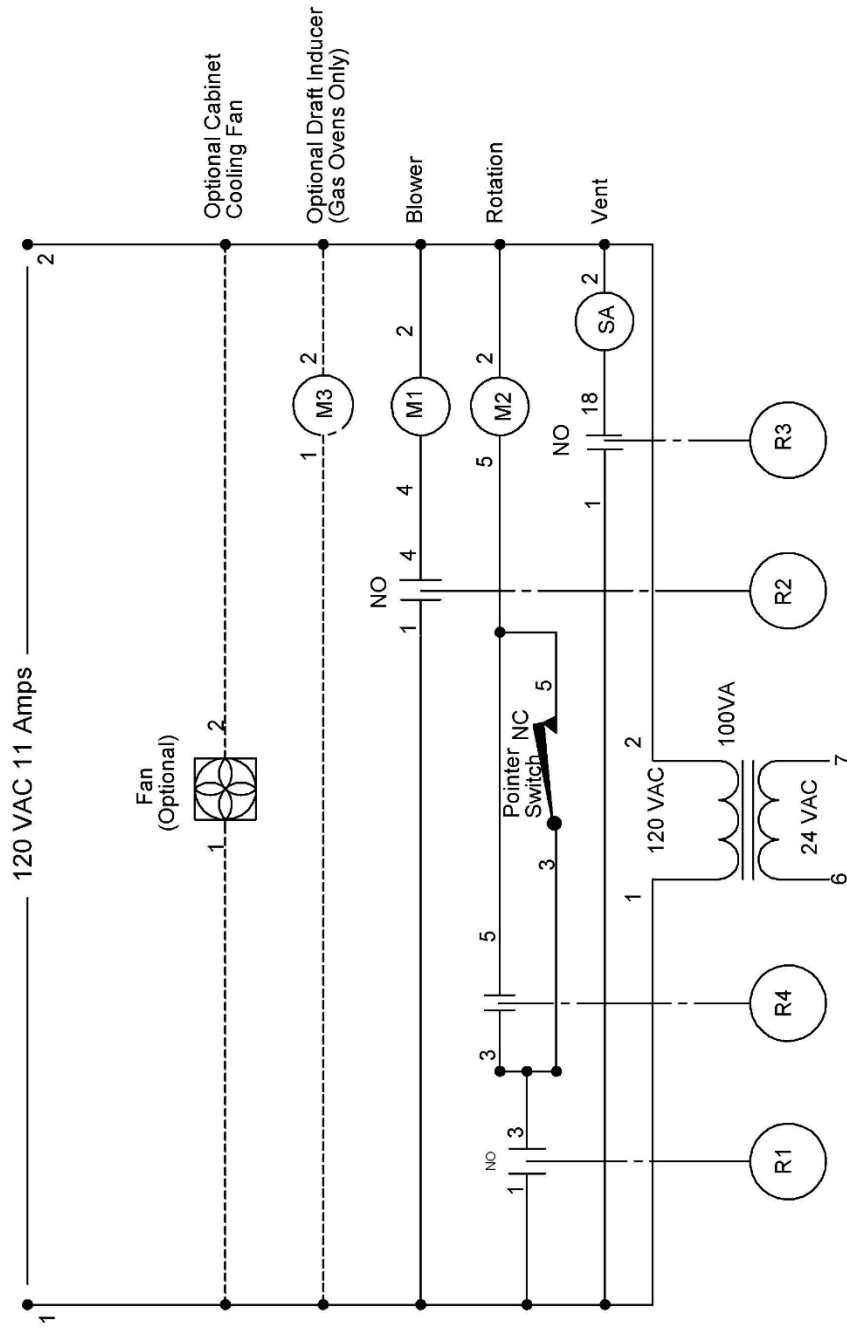 120 VAC 11 Amps
1
2
Fan
(Optional)
1
2
Optional Cabinet
Cooling Fan
1
M3
2
Optional Draft Inducer
(Gas Ovens Only)
NO
1
4
4
M1
2
Blower
NO
1
3
3
5
5
M2
2
Rotation
Pointer
Switch
NC
3
5
NO
1
18
SA
2
Vent
1
120 VAC
2
100VA
24 VAC
6
7
R1
R4
R2
R3